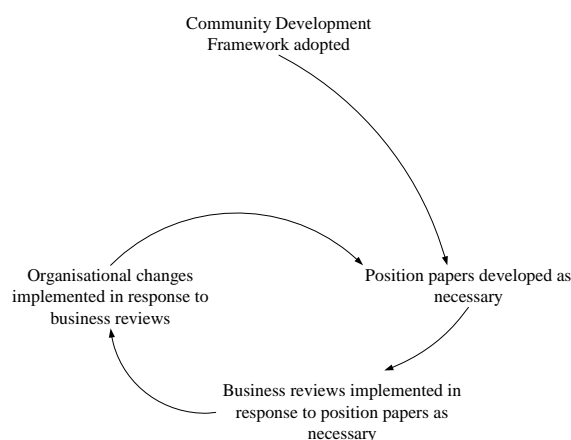 Community Development
Framework adopted
Organisational changes
implemented in response to
business reviews
Position papers developed as
necessary
Business reviews implemented in
response to position papers as
necessary